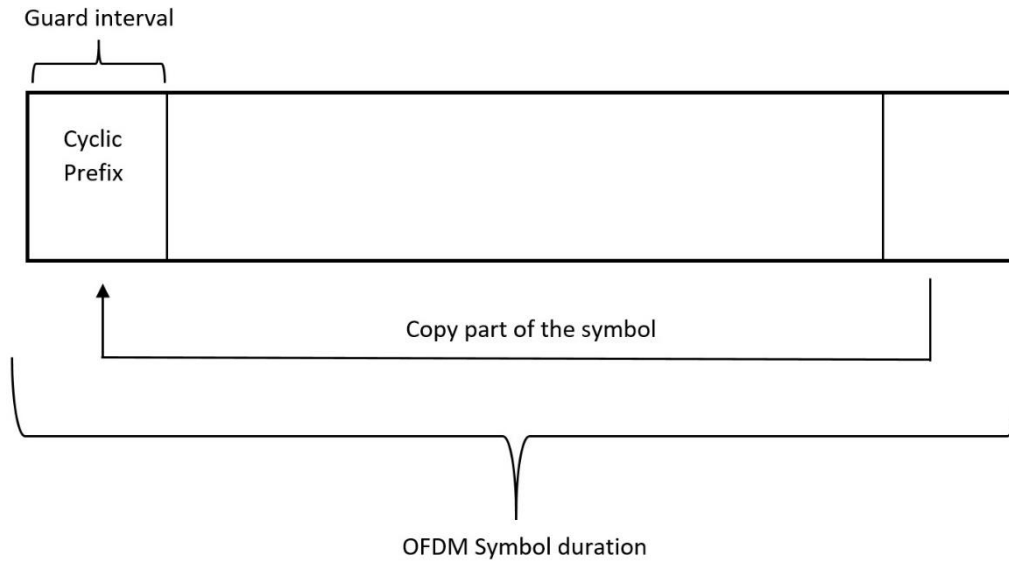 Guard interval
Cyclic
Prefix
Copy part of the symbol
OFDM Symbol duration